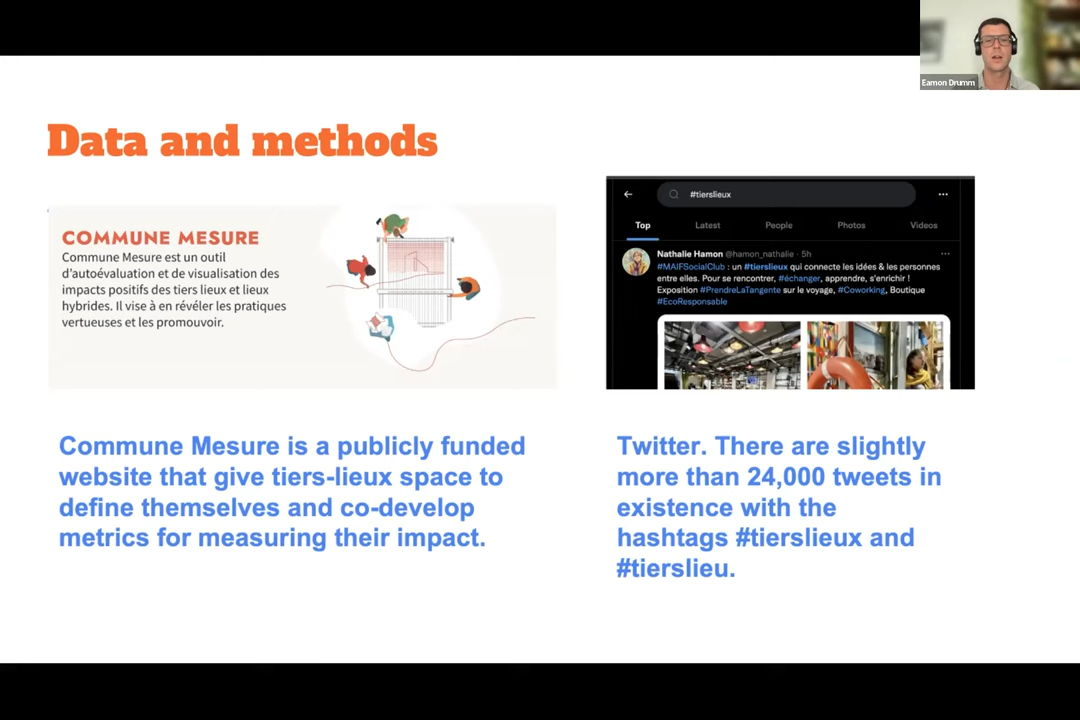 Eamon Drumm
Data and methods
COMMUNE MESURE
Commune Mesure est un outil
d'autoévaluation et de visualisation des
impacts positifs des tiers lieux et lieux
hybrides. Il vise à en révéler les pratiques
vertueuses et les promouvoir.
#tierslieux
Top Latest People Photos Videos
Nathalie Hamon @hamon_nathalie · 5h
#MAIFSocialClub : un #tierslieux qui connecte les idées & les personnes
entre elles. Pour se rencontrer, #échanger, apprendre, s'enrichir !
Exposition #PrendreLaTangente sur le voyage, #Coworking, Boutique
#EcoResponsable
Commune Mesure is a publicly funded
website that give tiers-lieux space to
define themselves and co-develop
metrics for measuring their impact.
Twitter. There are slightly
more than 24,000 tweets in
existence with the
hashtags #tierslieux and
#tierslieu.